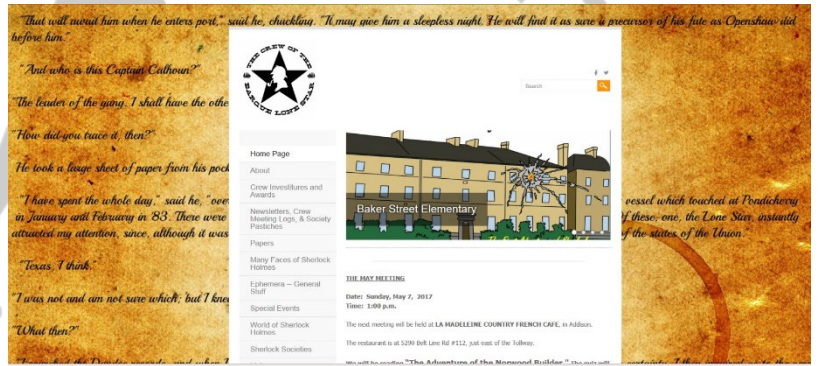 "That will await him when he enters port," said he, chuckling. "It may give him a sleepless night. He will find it as sure a precursor of his fate as Openshaw did
before him."
"And who is this Captain Calhoun?"
"The leader of the gang. I shall have the othe
"How did you trace it, then?"
He took a large sheet of paper from his pock
"I have spent the whole day," said he, "over
vessel which touched at Pondicherry
in January and February in '83. There were
f these, one, the Lone Star, instantly
attracted my attention, since, although it was
of the states of the Union."
"Texas, I think."
"I was not and am not sure which; but I knew
"What then?"
THE CREW OF THE
BARQUE LONE STAR
Search
Home Page
About
Crew Investitures and
Awards
Newsletters, Crew
Meeting Logs, & Society
Pastiches
Papers
Many Faces of Sherlock
Holmes
Ephemera -- General
Stuff
Special Events
World of Sherlock
Holmes
Sherlock Societies
Baker Street Elementary
THE MAY MEETING
Date: Sunday, May 7, 2017
Time: 1:00 p.m.
The next meeting will be held at LA MADELEINE COUNTRY FRENCH CAFE, in Addison.
The restaurant is at 5290 Belt Line Rd #112, just east of the Tollway.
We will be reading "The Adventure of the Norwood Builder." The quiz will